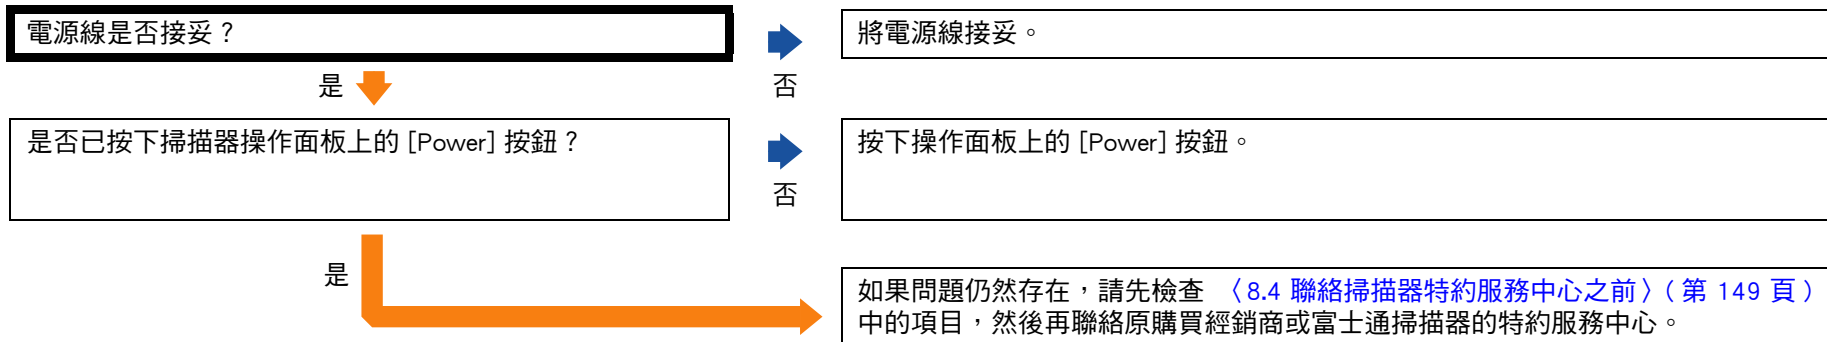 電源線是否接妥？
將電源線接妥。
是
否
是否已按下掃描器操作面板上的 [Power] 按鈕？
按下操作面板上的 [Power] 按鈕。
否
是
如果問題仍然存在，請先檢查 〈8.4 聯絡掃描器特約服務中心之前〉( 第 149 頁 )
中的項目，然後再聯絡原購買經銷商或富士通掃描器的特約服務中心。